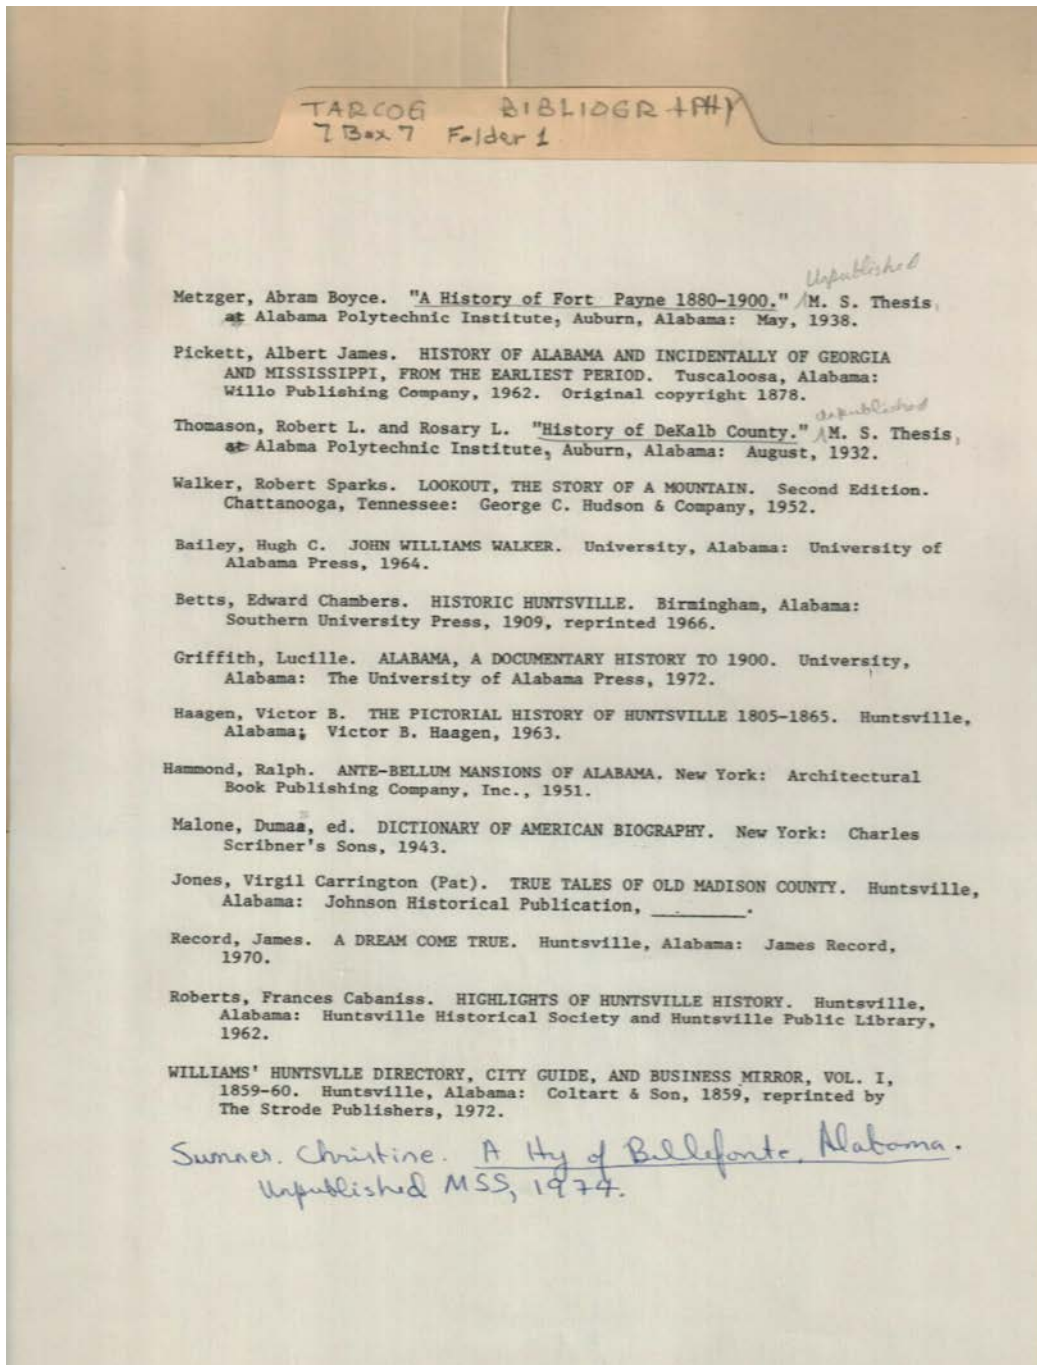 TARCOG BIBLIOGRAPHY
7 Box 7 Folder 1
Unpublished
Metzger, Abram Boyce. "A History of Fort Payne 1880-1900." M. S. Thesis,
at Alabama Polytechnic Institute, Auburn, Alabama: May, 1938.
Pickett, Albert James. HISTORY OF ALABAMA AND INCIDENTALLY OF GEORGIA
AND MISSISSIPPI, FROM THE EARLIEST PERIOD. Tuscaloosa, Alabama:
Willo Publishing Company, 1962. Original copyright 1878.
unpublished
Thomason, Robert L. and Rosary L. "History of DeKalb County." M. S. Thesis,
at Alabma Polytechnic Institute, Auburn, Alabama: August, 1932.
Walker, Robert Sparks. LOOKOUT, THE STORY OF A MOUNTAIN. Second Edition.
Chattanooga, Tennessee: George C. Hudson & Company, 1952.
Bailey, Hugh C. JOHN WILLIAMS WALKER. University, Alabama: University of
Alabama Press, 1964.
Betts, Edward Chambers. HISTORIC HUNTSVILLE. Birmingham, Alabama:
Southern University Press, 1909, reprinted 1966.
Griffith, Lucille. ALABAMA, A DOCUMENTARY HISTORY TO 1900. University,
Alabama: The University of Alabama Press, 1972.
Haagen, Victor B. THE PICTORIAL HISTORY OF HUNTSVILLE 1805-1865. Huntsville,
Alabama; Victor B. Haagen, 1963.
Hammond, Ralph. ANTE-BELLUM MANSIONS OF ALABAMA. New York: Architectural
Book Publishing Company, Inc., 1951.
Malone, Dumaa, ed. DICTIONARY OF AMERICAN BIOGRAPHY. New York: Charles
Scribner's Sons, 1943.
Jones, Virgil Carrington (Pat). TRUE TALES OF OLD MADISON COUNTY. Huntsville,
Alabama: Johnson Historical Publication, ________.
Record, James. A DREAM COME TRUE. Huntsville, Alabama: James Record,
1970.
Roberts, Frances Cabaniss. HIGHLIGHTS OF HUNTSVILLE HISTORY. Huntsville,
Alabama: Huntsville Historical Society and Huntsville Public Library,
1962.
WILLIAMS' HUNTSVLLE DIRECTORY, CITY GUIDE, AND BUSINESS MIRROR, VOL. I,
1859-60. Huntsville, Alabama: Coltart & Son, 1859, reprinted by
The Strode Publishers, 1972.
Sumner. Christine. A Hy of Bellefonte, Alabama.
Unpublished MSS, 1974.